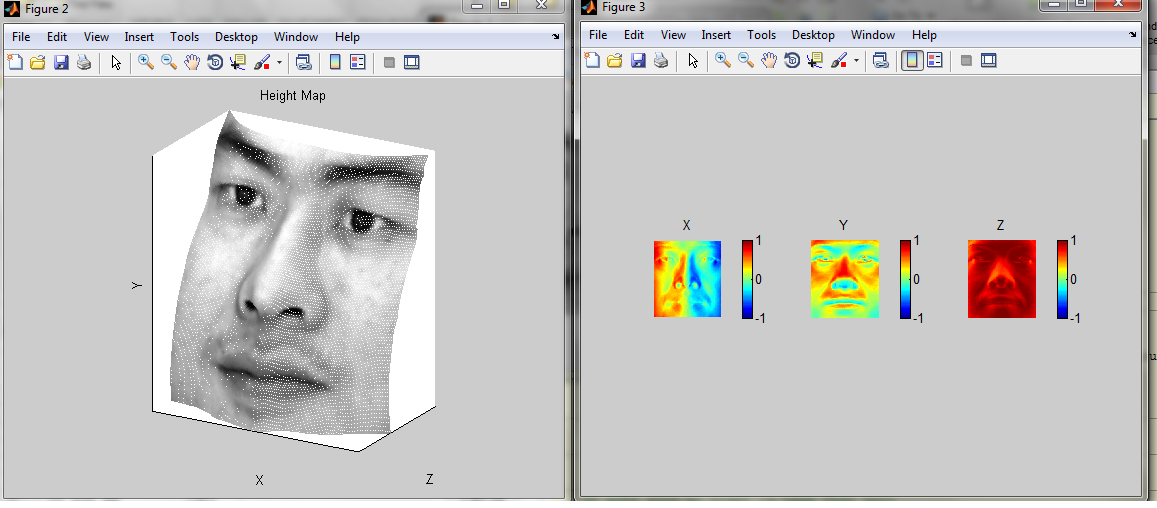 Figure 2
File Edit View Insert Tools Desktop Window Help
Height Map
Y
X
Z
Figure 3
File Edit View Insert Tools Desktop Window Help
X
1
0
-1
Y
1
0
-1
Z
1
0
-1